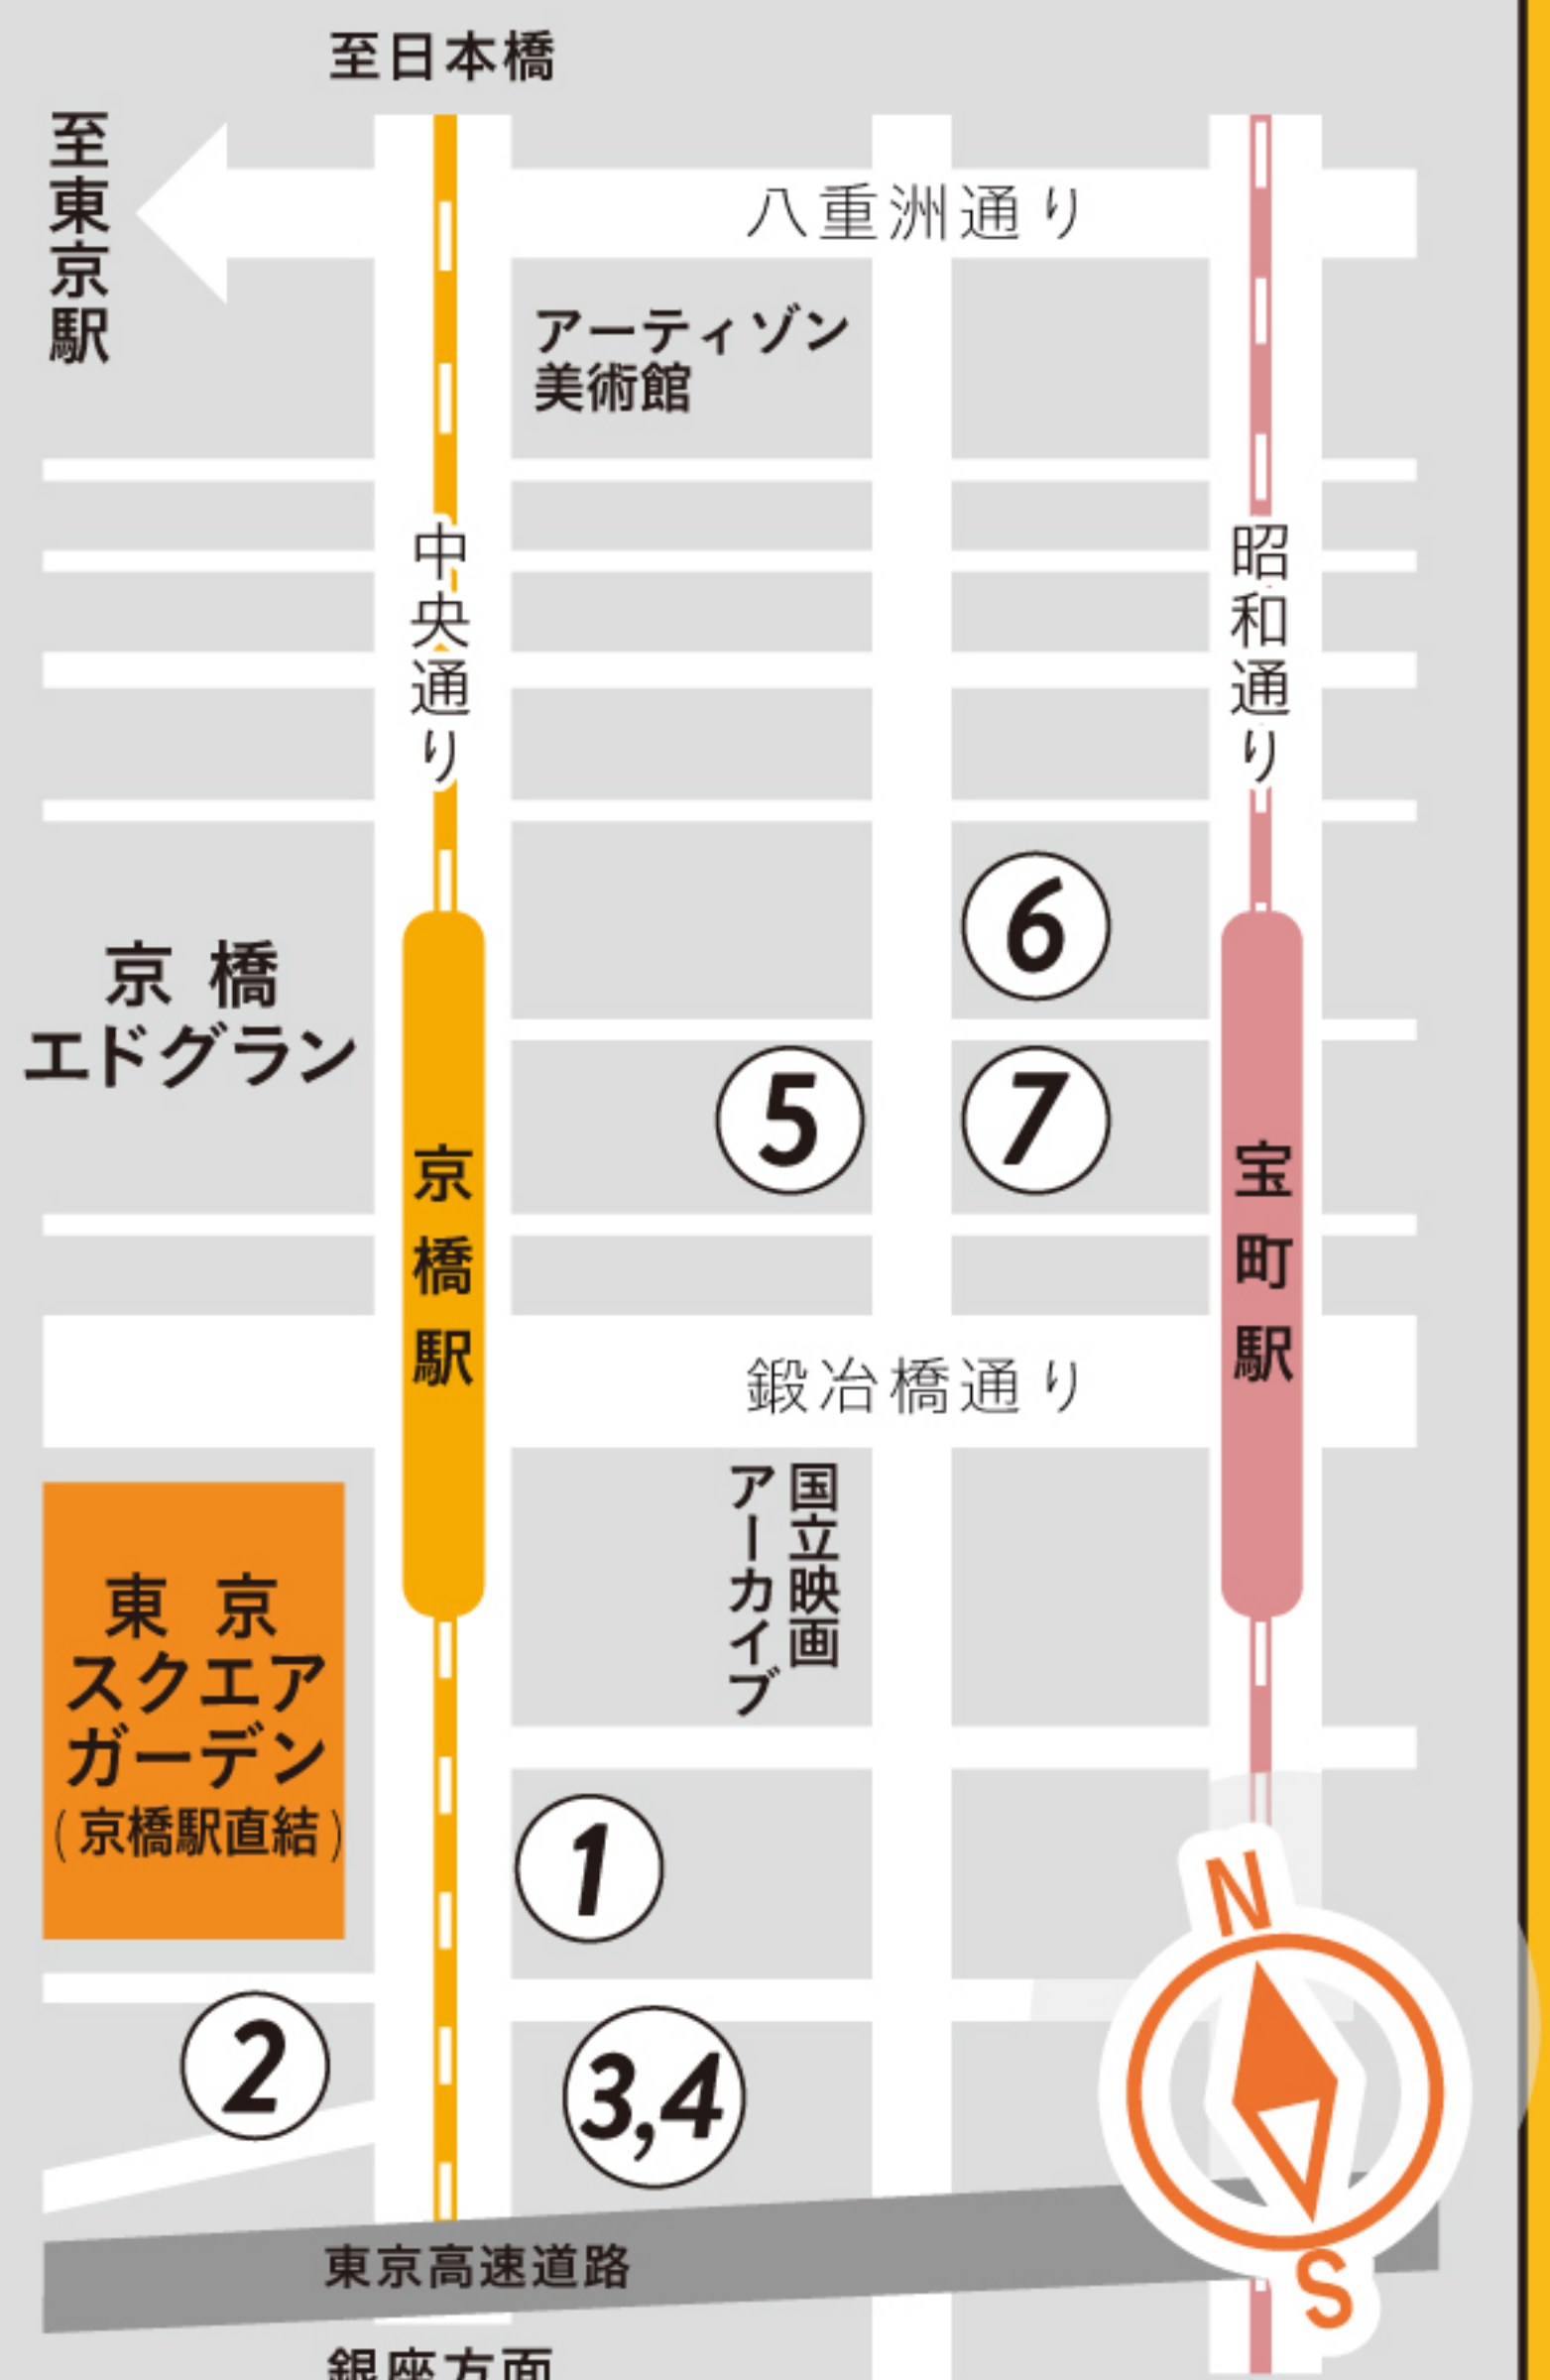 至日本橋
至東京駅
八重洲通り
アーティゾン
美術館
中央通り
昭和通り
6
京橋
エドグラン
5
7
京橋駅
宝町駅
鍛冶橋通り
国立映画
アーカイブ
東京
スクエア
ガーデン
(京橋駅直結)
1
N
2
3,4
東京高速道路
S
銀座方面